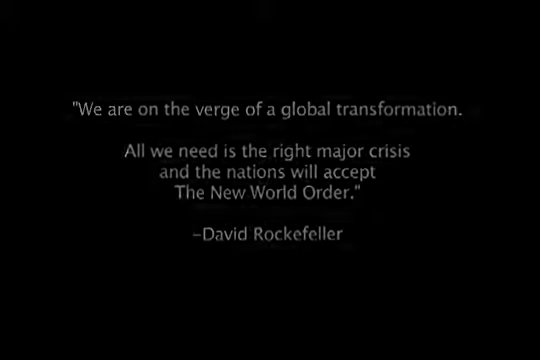 "We are on the verge of a global transformation.
All we need is the right major crisis
and the nations will accept
The New World Order."
–David Rockefeller